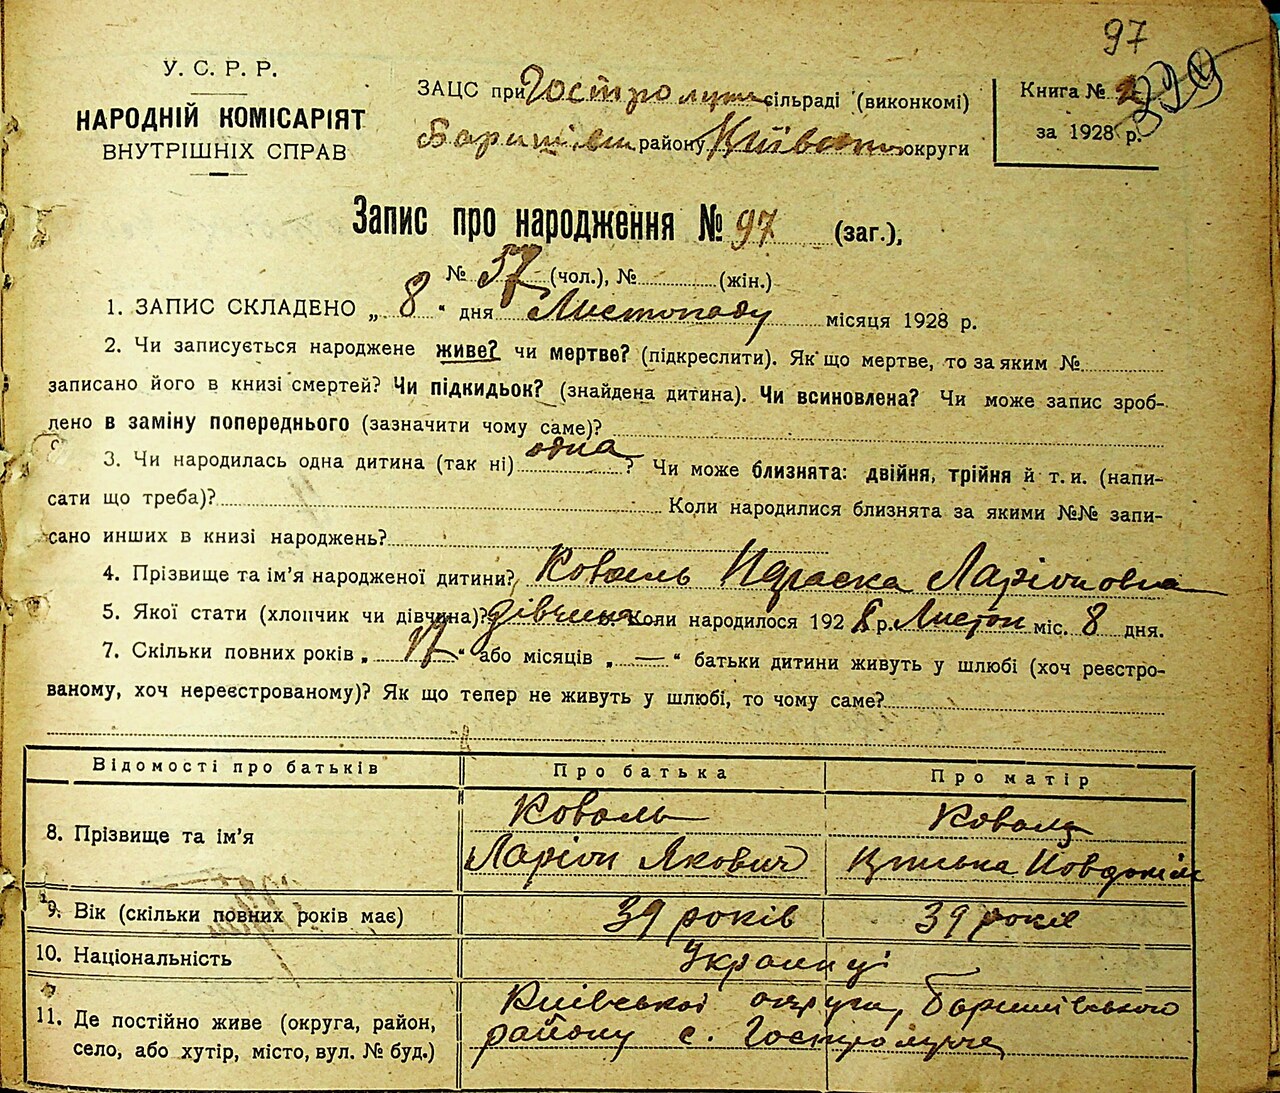 97
У. С. Р. Р.
НАРОДНІЙ КОМІСАРІЯТ
ВНУТРІШНІХ СПРАВ
ЗАЦС при сільраді (виконкомі)
району округи
Книга № 2
за 1928 р.
329
Запис про народження № 97 (заг.),
№ 57 (чол.), № (жін.)
1. ЗАПИС СКЛАДЕНО „ 8 “ дня Листопаду місяця 1928 р.
2. Чи записується народжене живе? чи мертве? (підкреслити). Як що мертве, то за яким №
записано його в книзі смертей? Чи підкидьок? (знайдена дитина). Чи всиновлена? Чи може запис зроб-
лено в заміну попереднього (зазначити чому саме)?
3. Чи народилась одна дитина (так ні) одна ? Чи може близнята: двійня, трійня й т. и. (напи-
сати що треба)? Коли народилися близнята за якими №№ запи-
сано инших в книзі народжень?
4. Прізвище та ім’я народженої дитини? Коваль Ларіоновна
5. Якої стати (хлопчик чи дівчина)? дівчина Коли народилося 1928 р. Листоп міс. 8 дня.
7. Скільки повних років „ 17 “ або місяців „ — “ батьки дитини живуть у шлюбі (хоч реєстро-
ваному, хоч нереєстрованому)? Як що тепер не живуть у шлюбі, то чому саме?
Відомості про батьків Про батька Про матір
8. Прізвище та ім’я Коваль Коваль
Ларіон Якович
9. Вік (скільки повних років має) 39 років 39 років
10. Національність Украинці
11. Де постійно живе (округа, район, Київської округи, Баришівського
село, або хутір, місто, вул. № буд.) району с. Гостролуччє